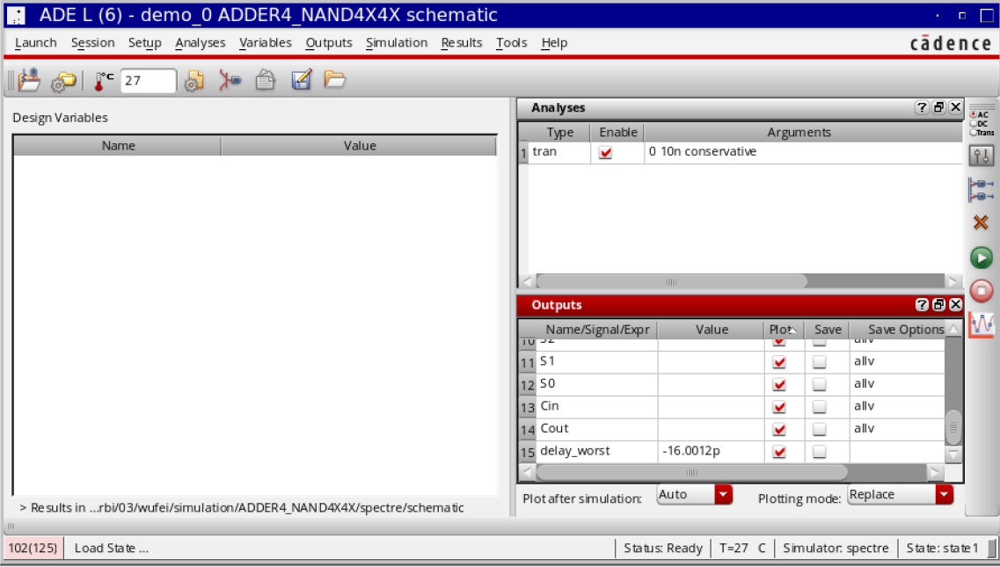 ADE L (6) - demo_0 ADDER4_NAND4X4X schematic
Launch Session Setup Analyses Variables Outputs Simulation Results Tools Help
cādence
°C 27
Design Variables
Name Value
Analyses
Type Enable Arguments
1 tran 0 10n conservative
AC
DC
Trans
Outputs
Name/Signal/Expr Value Plot Save Save Options
10 S2 allv
11 S1 allv
12 S0 allv
13 Cin allv
14 Cout allv
15 delay_worst -16.0012p
Plot after simulation: Auto Plotting mode: Replace
> Results in ...rbi/03/wufei/simulation/ADDER4_NAND4X4X/spectre/schematic
102(125) Load State ... Status: Ready T=27 C Simulator: spectre State: state1